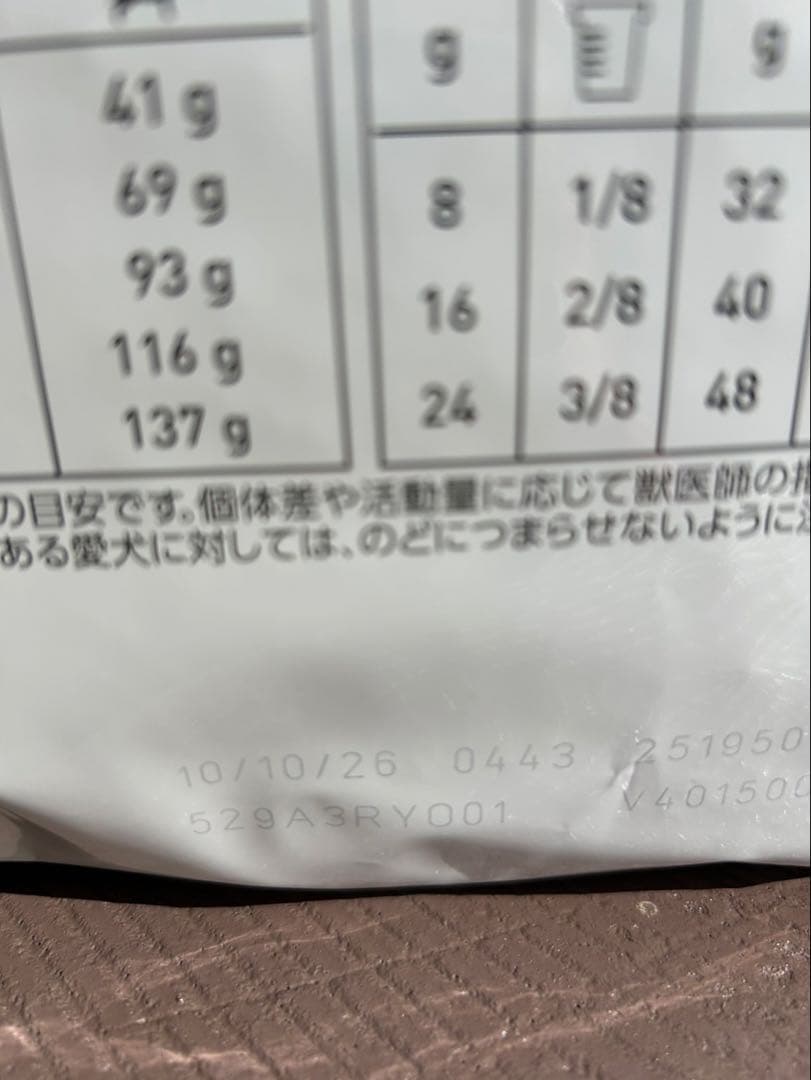 41 g
69 g
93 g
116 g
137 g
g g
8 1/8 32
16 2/8 40
24 3/8 48
の目安です。個体差や活動量に応じて獣医師の指
ある愛犬に対しては、のどにつまらせないように
10/10/26 0443 251950
529A3RY001 V401500